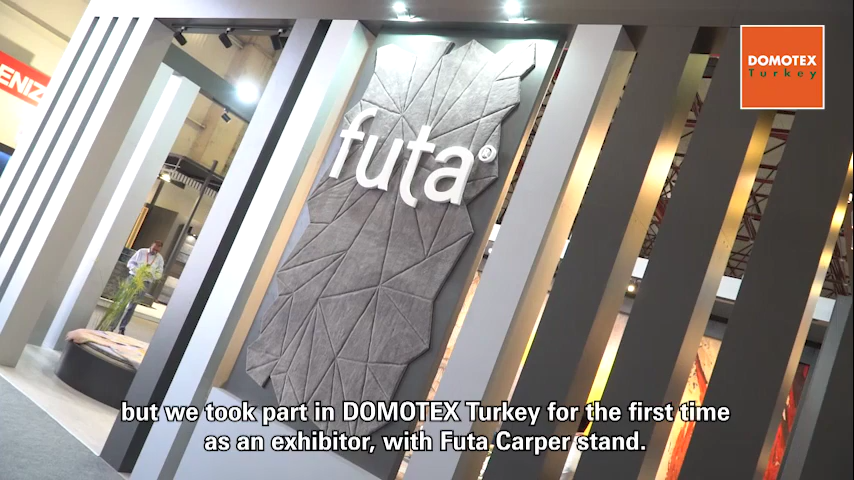 DOMOTEX
Turkey
ENIZ
futa®
but we took part in DOMOTEX Turkey for the first time
as an exhibitor, with Futa Carper stand.